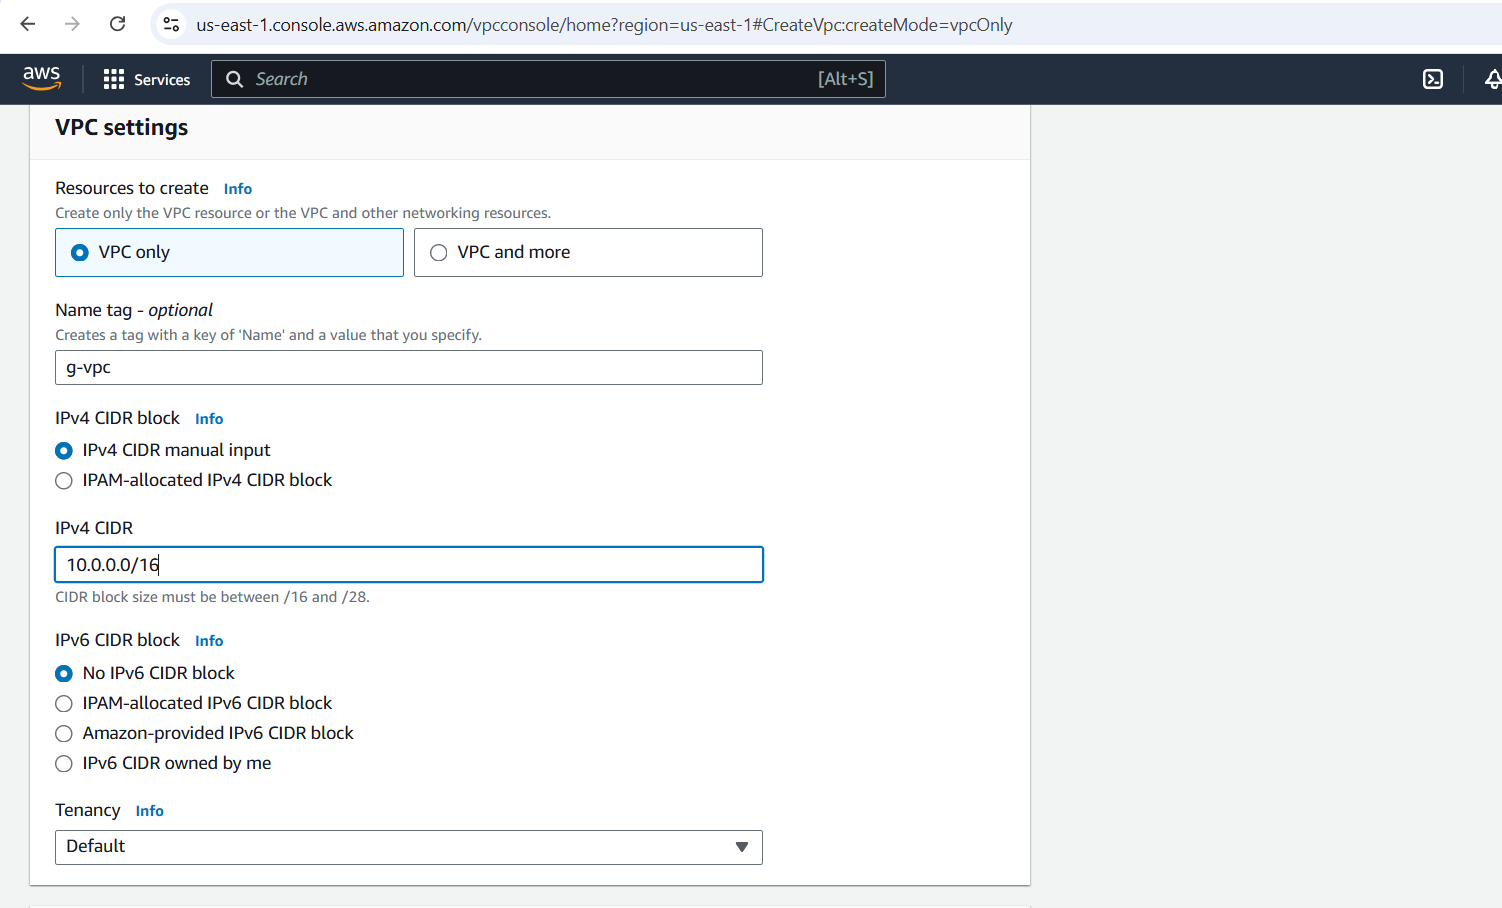 us-east-1.console.aws.amazon.com/vpcconsole/home?region=us-east-1#CreateVpc:createMode=vpcOnly
aws Services Search [Alt+S]
VPC settings
Resources to create Info
Create only the VPC resource or the VPC and other networking resources.
VPC only VPC and more
Name tag - optional
Creates a tag with a key of 'Name' and a value that you specify.
g-vpc
IPv4 CIDR block Info
IPv4 CIDR manual input
IPAM-allocated IPv4 CIDR block
IPv4 CIDR
10.0.0.0/16
CIDR block size must be between /16 and /28.
IPv6 CIDR block Info
No IPv6 CIDR block
IPAM-allocated IPv6 CIDR block
Amazon-provided IPv6 CIDR block
IPv6 CIDR owned by me
Tenancy Info
Default